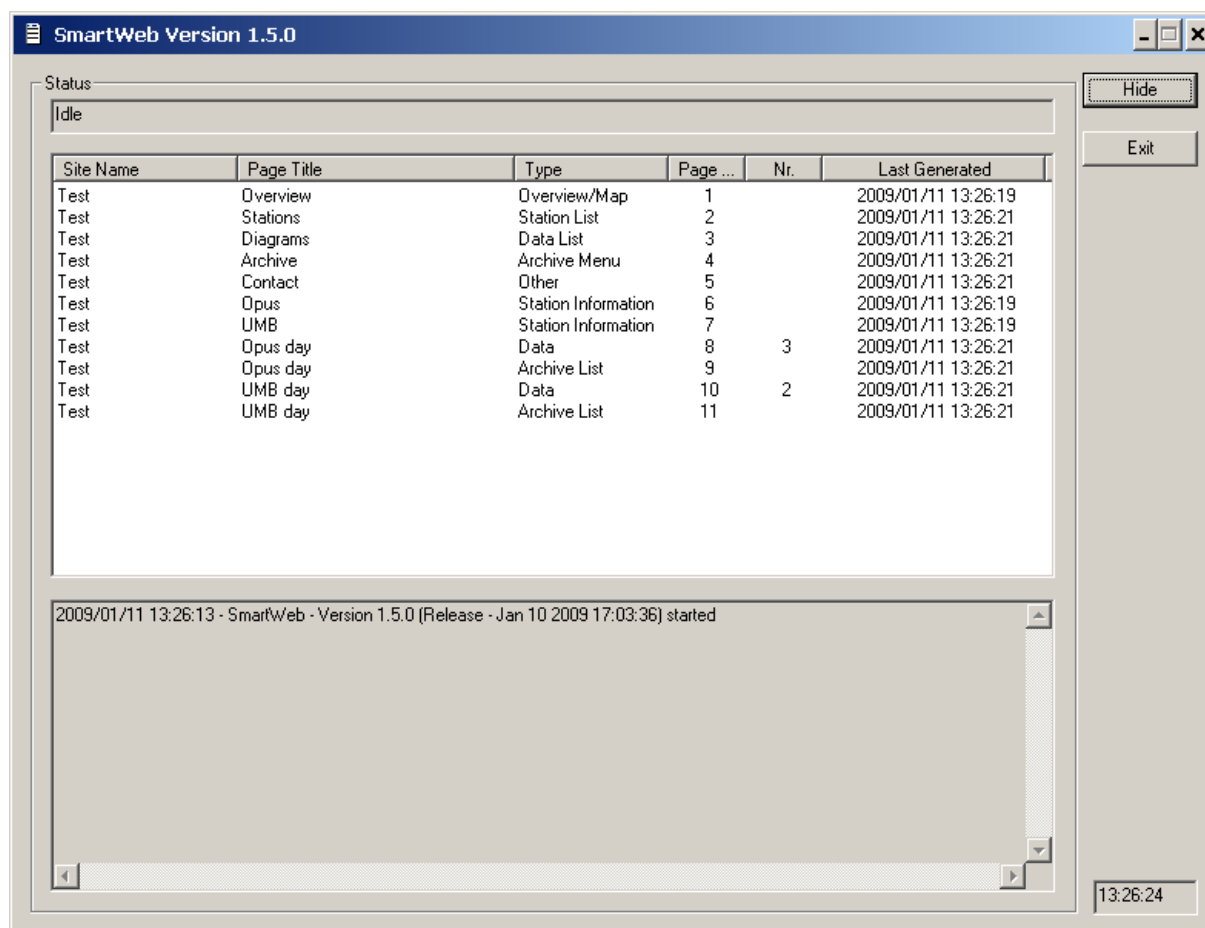 SmartWeb Version 1.5.0
Status
Hide
Idle
Exit
Site Name Page Title Type Page ... Nr. Last Generated
Test Overview Overview/Map 1 2009/01/11 13:26:19
Test Stations Station List 2 2009/01/11 13:26:21
Test Diagrams Data List 3 2009/01/11 13:26:21
Test Archive Archive Menu 4 2009/01/11 13:26:21
Test Contact Other 5 2009/01/11 13:26:21
Test Opus Station Information 6 2009/01/11 13:26:19
Test UMB Station Information 7 2009/01/11 13:26:19
Test Opus day Data 8 3 2009/01/11 13:26:21
Test Opus day Archive List 9 2009/01/11 13:26:21
Test UMB day Data 10 2 2009/01/11 13:26:21
Test UMB day Archive List 11 2009/01/11 13:26:21
2009/01/11 13:26:13 - SmartWeb - Version 1.5.0 (Release - Jan 10 2009 17:03:36) started
13:26:24